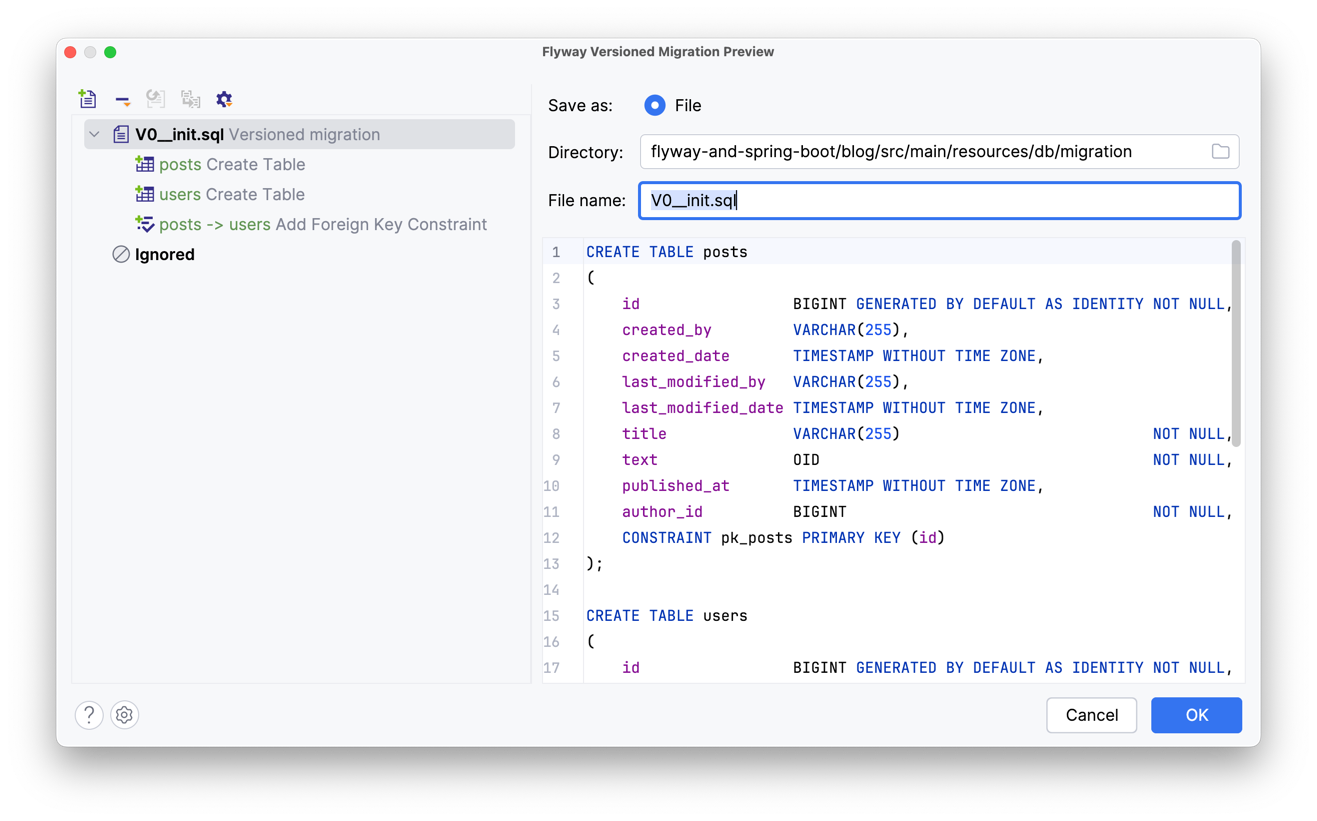 Flyway Versioned Migration Preview
V0__init.sql Versioned migration
posts Create Table
users Create Table
posts -> users Add Foreign Key Constraint
Ignored
Save as: File
Directory: flyway-and-spring-boot/blog/src/main/resources/db/migration
File name: V0__init.sql
1 CREATE TABLE posts
2 (
3     id                 BIGINT GENERATED BY DEFAULT AS IDENTITY NOT NULL,
4     created_by         VARCHAR(255),
5     created_date       TIMESTAMP WITHOUT TIME ZONE,
6     last_modified_by   VARCHAR(255),
7     last_modified_date TIMESTAMP WITHOUT TIME ZONE,
8     title              VARCHAR(255)                            NOT NULL,
9     text               OID                                     NOT NULL,
10     published_at       TIMESTAMP WITHOUT TIME ZONE,
11     author_id          BIGINT                                  NOT NULL,
12     CONSTRAINT pk_posts PRIMARY KEY (id)
13 );
14
15 CREATE TABLE users
16 (
17     id                 BIGINT GENERATED BY DEFAULT AS IDENTITY NOT NULL,
?
Cancel
OK